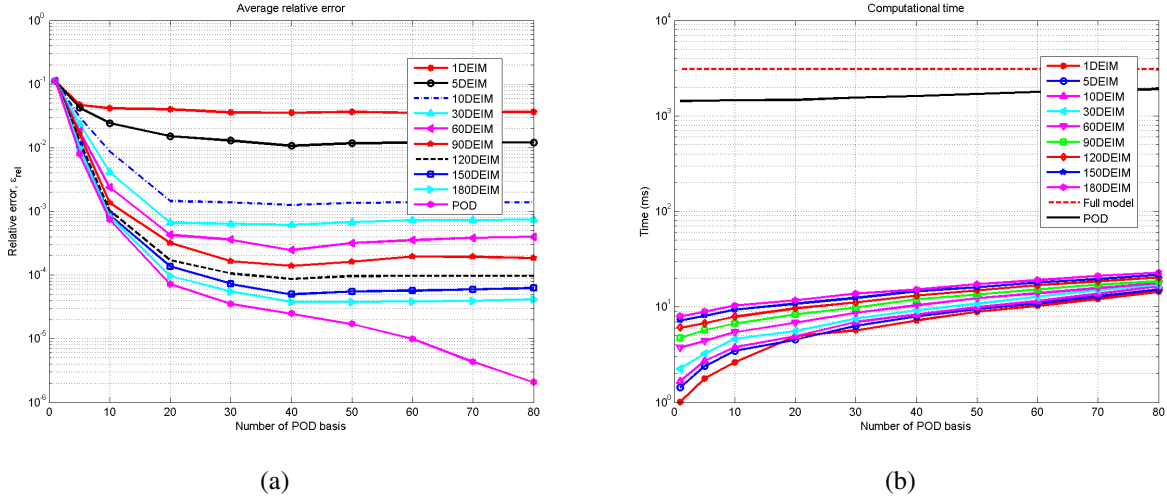 Average relative error
10^0
10^-1
10^-2
10^-3
10^-4
10^-5
10^-6
Relative error, ε_rel
0 10 20 30 40 50 60 70 80
Number of POD basis
1DEIM
5DEIM
10DEIM
30DEIM
60DEIM
90DEIM
120DEIM
150DEIM
180DEIM
POD
(a)
Computational time
10^4
10^3
10^2
10^1
10^0
Time (ms)
0 10 20 30 40 50 60 70 80
Number of POD basis
1DEIM
5DEIM
10DEIM
30DEIM
60DEIM
90DEIM
120DEIM
150DEIM
180DEIM
Full model
POD
(b)